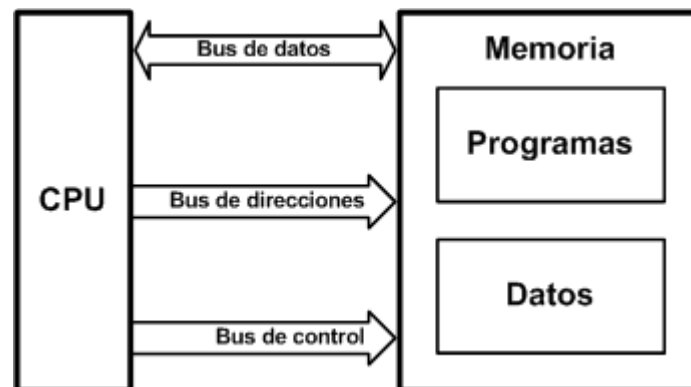 Bus de datos
Memoria
Programas
CPU
Bus de direcciones
Datos
Bus de control